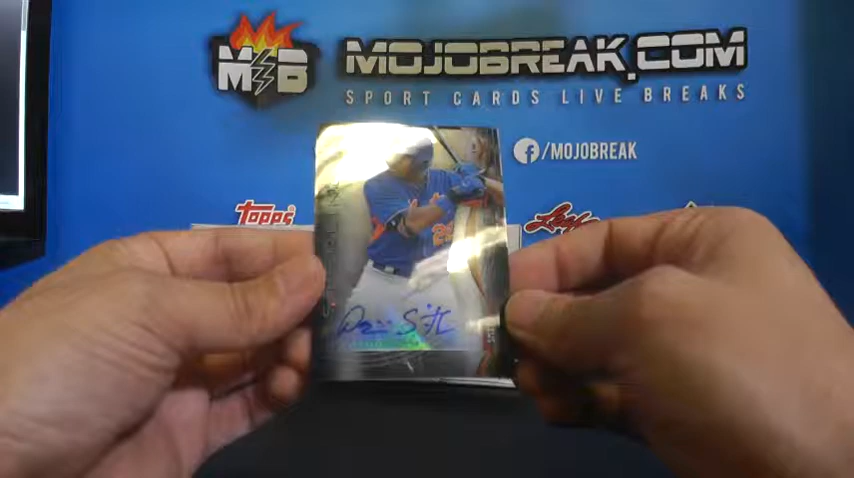 MB
MOJOBREAK.COM
SPORT CARDS LIVE BREAKS
f/MOJOBREAK
Topps
Leaf